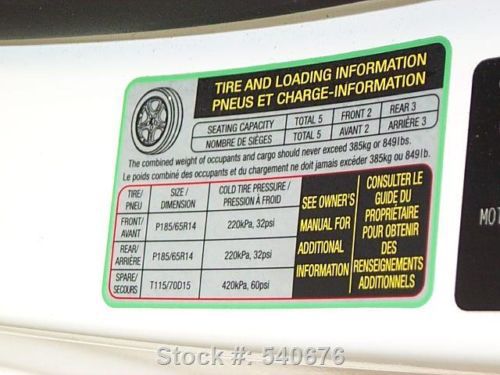 TIRE AND LOADING INFORMATION
PNEUS ET CHARGE-INFORMATION
SEATING CAPACITY TOTAL 5 FRONT 2 REAR 3
NOMBRE DE SIÈGES TOTAL 5 AVANT 2 ARRIÈRE 3
The combined weight of occupants and cargo should never exceed 385kg or 849lbs.
Le poids combiné des occupants et du chargement ne doit jamais excéder 385kg ou 849lb.
TIRE/ PNEU
SIZE / DIMENSION
COLD TIRE PRESSURE / PRESSION À FROID
FRONT/ AVANT P185/65R14 220kPa, 32psi
REAR/ ARRIÈRE P185/65R14 220kPa, 32psi
SPARE/ SECOURS T115/70D15 420kPa, 60psi
SEE OWNER'S
MANUAL FOR
ADDITIONAL
INFORMATION
CONSULTER LE
GUIDE DU
PROPRIÉTAIRE
POUR OBTENIR
DES
RENSEIGNEMENTS
ADDITIONNELS
MOT
Stock #: 540676